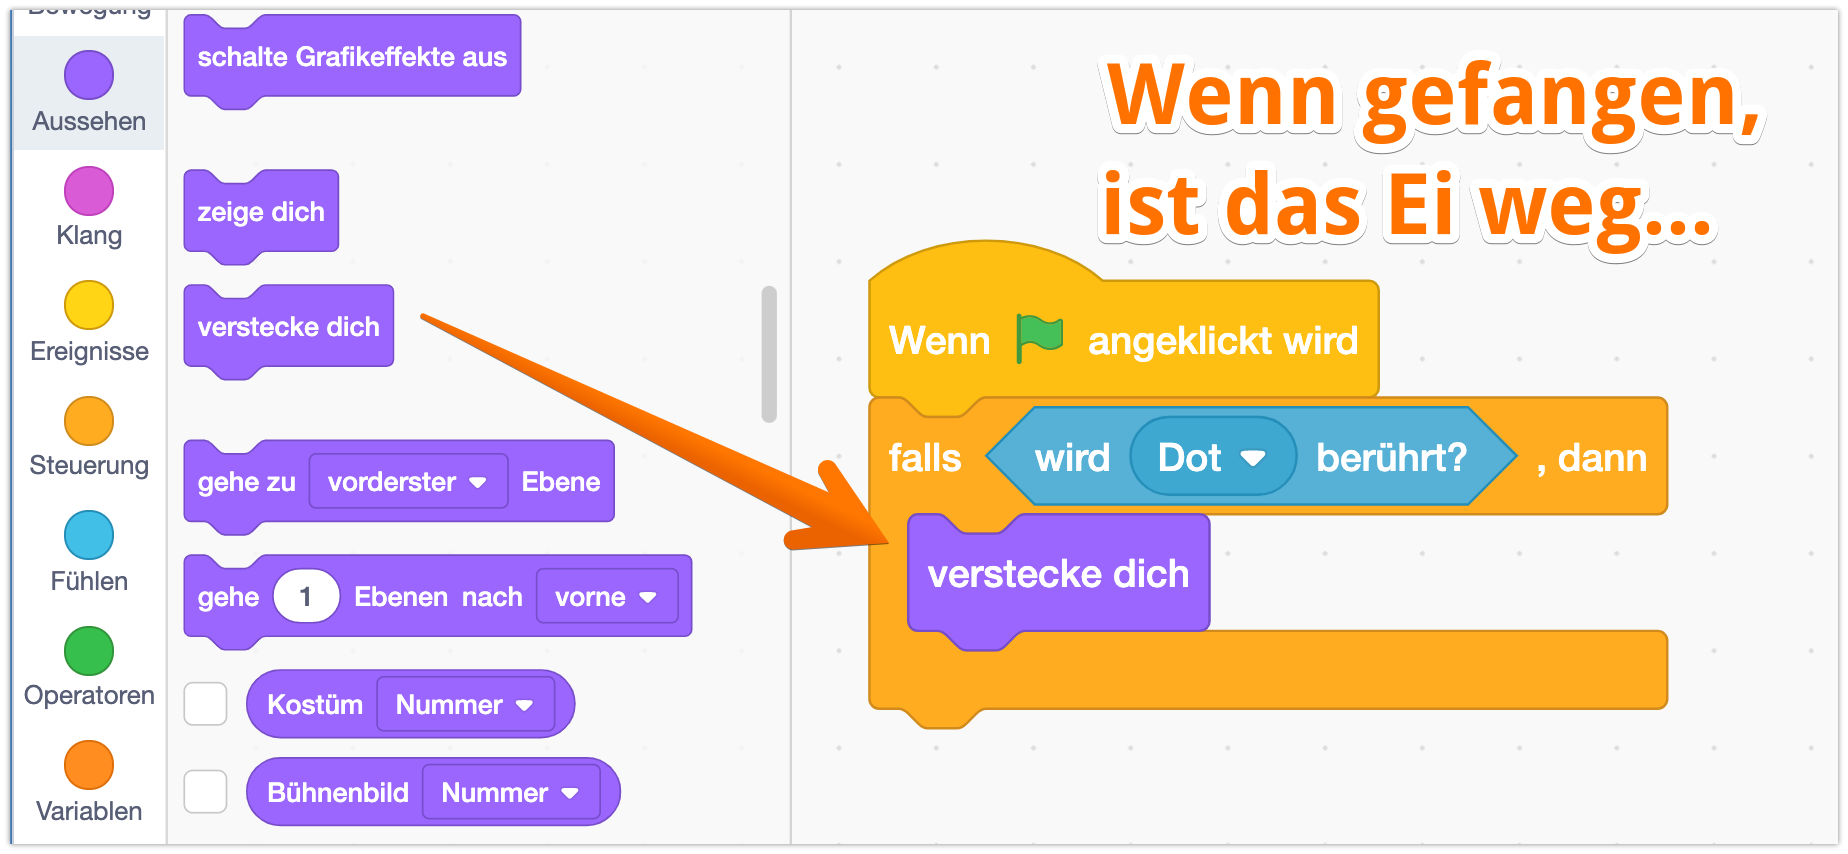 Bewegung
Aussehen
Klang
Ereignisse
Steuerung
Fühlen
Operatoren
Variablen
schalte Grafikeffekte aus
zeige dich
verstecke dich
gehe zu vorderster Ebene
gehe 1 Ebenen nach vorne
Kostüm Nummer
Bühnenbild Nummer
Wenn gefangen,
ist das Ei weg...
Wenn angeklickt wird
falls wird Dot berührt? , dann
verstecke dich